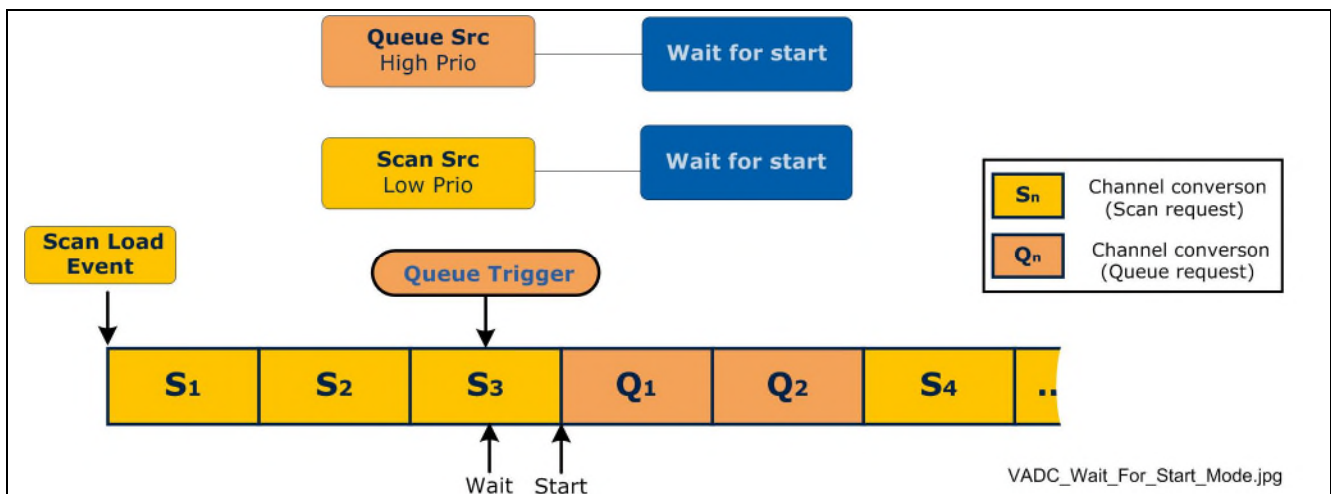 Queue Src
High Prio
Wait for start
Scan Src
Low Prio
Wait for start
Sn
Channel converson
(Scan request)
Qn
Channel converson
(Queue request)
Scan Load
Event
Queue Trigger
S1
S2
S3
Q1
Q2
S4
..
Wait
Start
VADC_Wait_For_Start_Mode.jpg